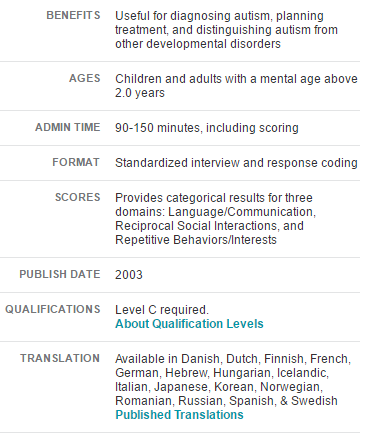 BENEFITS Useful for diagnosing autism, planning
treatment, and distinguishing autism from
other developmental disorders
AGES Children and adults with a mental age above
2.0 years
ADMIN TIME 90-150 minutes, including scoring
FORMAT Standardized interview and response coding
SCORES Provides categorical results for three
domains: Language/Communication,
Reciprocal Social Interactions, and
Repetitive Behaviors/Interests
PUBLISH DATE 2003
QUALIFICATIONS Level C required.
About Qualification Levels
TRANSLATION Available in Danish, Dutch, Finnish, French,
German, Hebrew, Hungarian, Icelandic,
Italian, Japanese, Korean, Norwegian,
Romanian, Russian, Spanish, & Swedish
Published Translations